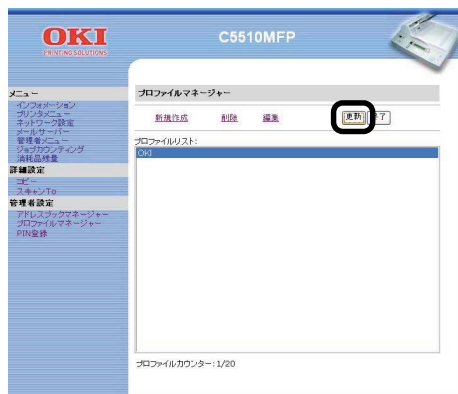 OKI
PRINTING SOLUTIONS
C5510MFP
メニュー
インフォメーション
プリンタメニュー
ネットワーク設定
メールサーバー
管理者メニュー
ジョブカウンティング
消耗品残量
詳細設定
コピー
スキャンTo
管理者設定
アドレスブックマネージャー
プロファイルマネージャー
PIN登録
プロファイルマネージャー
新規作成 削除 編集 更新 終了
プロファイルリスト:
OKI
プロファイルカウンター:1/20